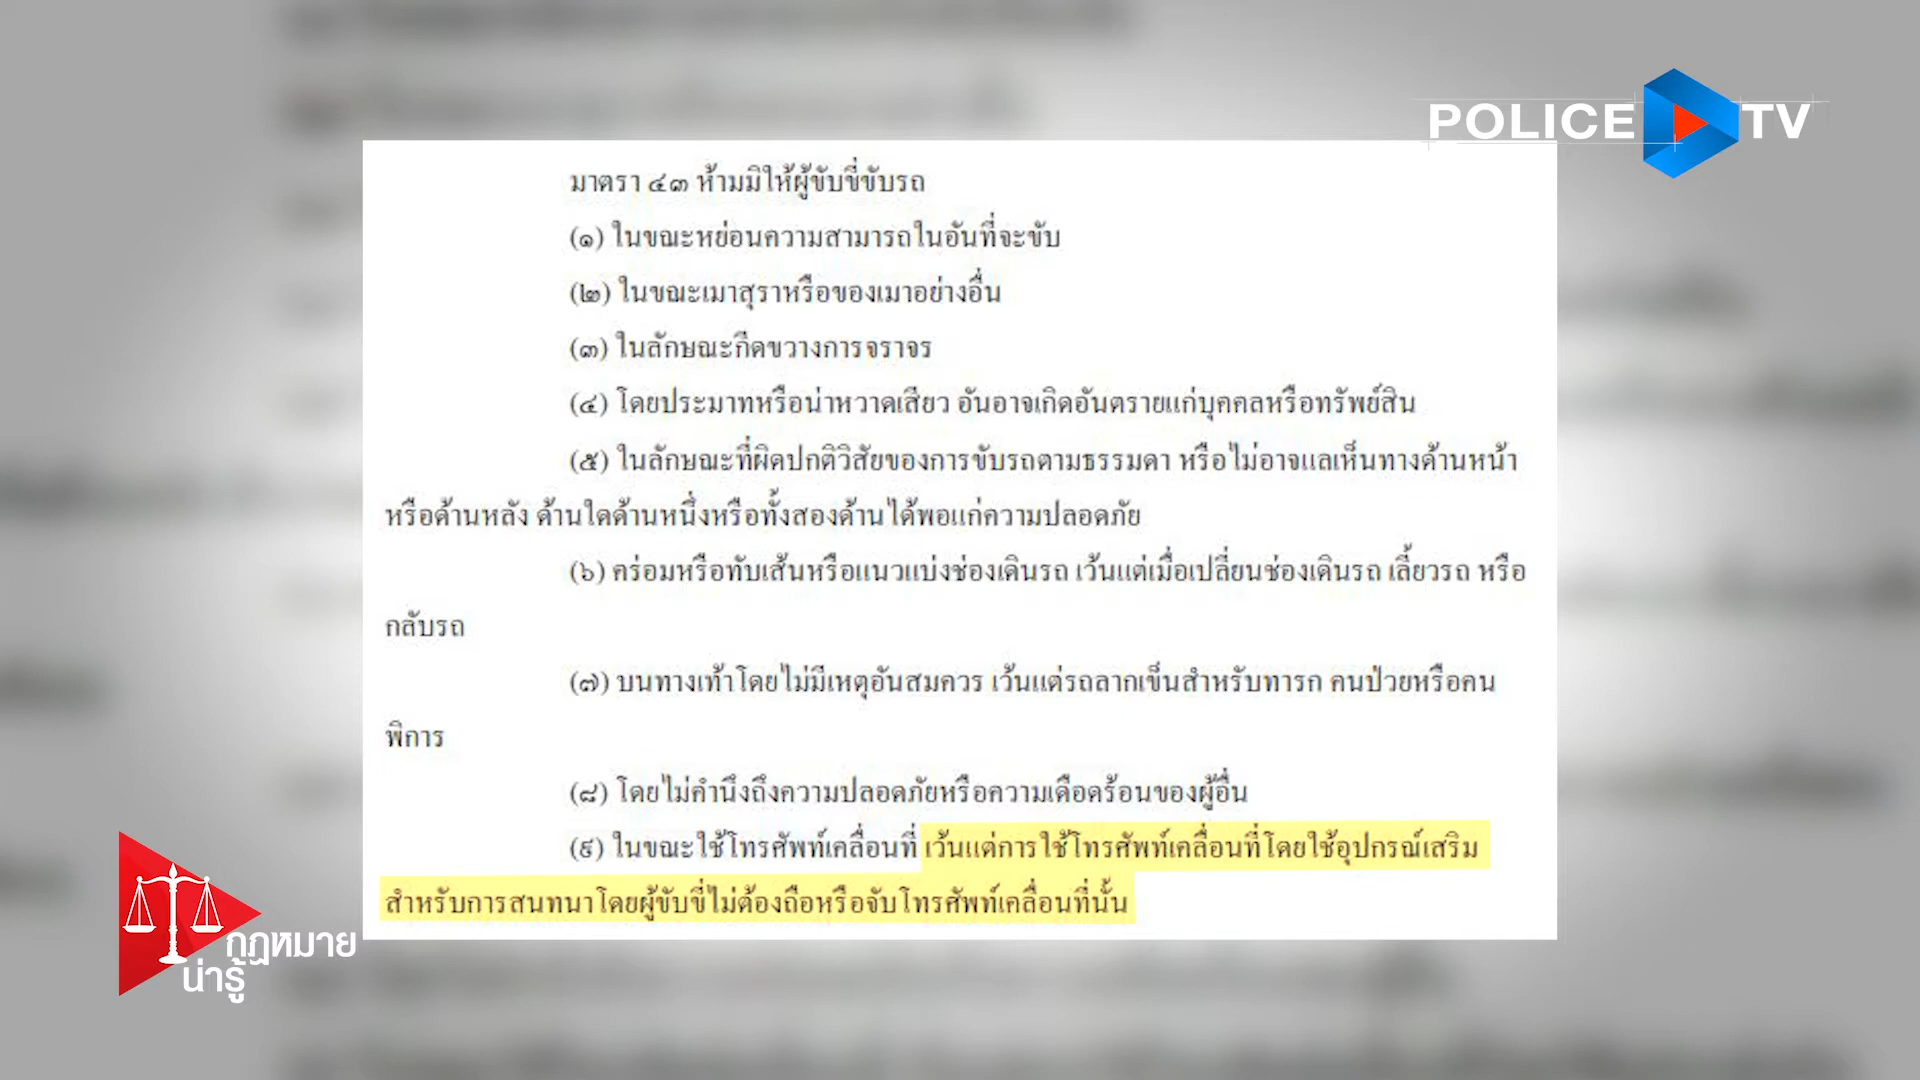 POLICE TV
มาตรา ๔๓ ห้ามมิให้ผู้ขับขี่ขับรถ
(๑) ในขณะหย่อนความสามารถในอันที่จะขับ
(๒) ในขณะเมาสุราหรือของเมาอย่างอื่น
(๓) ในลักษณะกีดขวางการจราจร
(๔) โดยประมาทหรือน่าหวาดเสียว อันอาจเกิดอันตรายแก่บุคคลหรือทรัพย์สิน
(๕) ในลักษณะที่ผิดปกติวิสัยของการขับรถตามธรรมดา หรือไม่อาจแลเห็นทางด้านหน้า
หรือด้านหลัง ด้านใดด้านหนึ่งหรือทั้งสองด้านได้พอแก่ความปลอดภัย
(๖) คร่อมหรือทับเส้นหรือแนวแบ่งช่องเดินรถ เว้นแต่เมื่อเปลี่ยนช่องเดินรถ เลี้ยวรถ หรือ
กลับรถ
(๗) บนทางเท้าโดยไม่มีเหตุอันสมควร เว้นแต่รถลากเข็นสำหรับทารก คนป่วยหรือคน
พิการ
(๘) โดยไม่คำนึงถึงความปลอดภัยหรือความเดือดร้อนของผู้อื่น
(๙) ในขณะใช้โทรศัพท์เคลื่อนที่ เว้นแต่การใช้โทรศัพท์เคลื่อนที่โดยใช้อุปกรณ์เสริม
สำหรับการสนทนาโดยผู้ขับขี่ไม่ต้องถือหรือจับโทรศัพท์เคลื่อนที่นั้น
กฎหมาย
น่ารู้